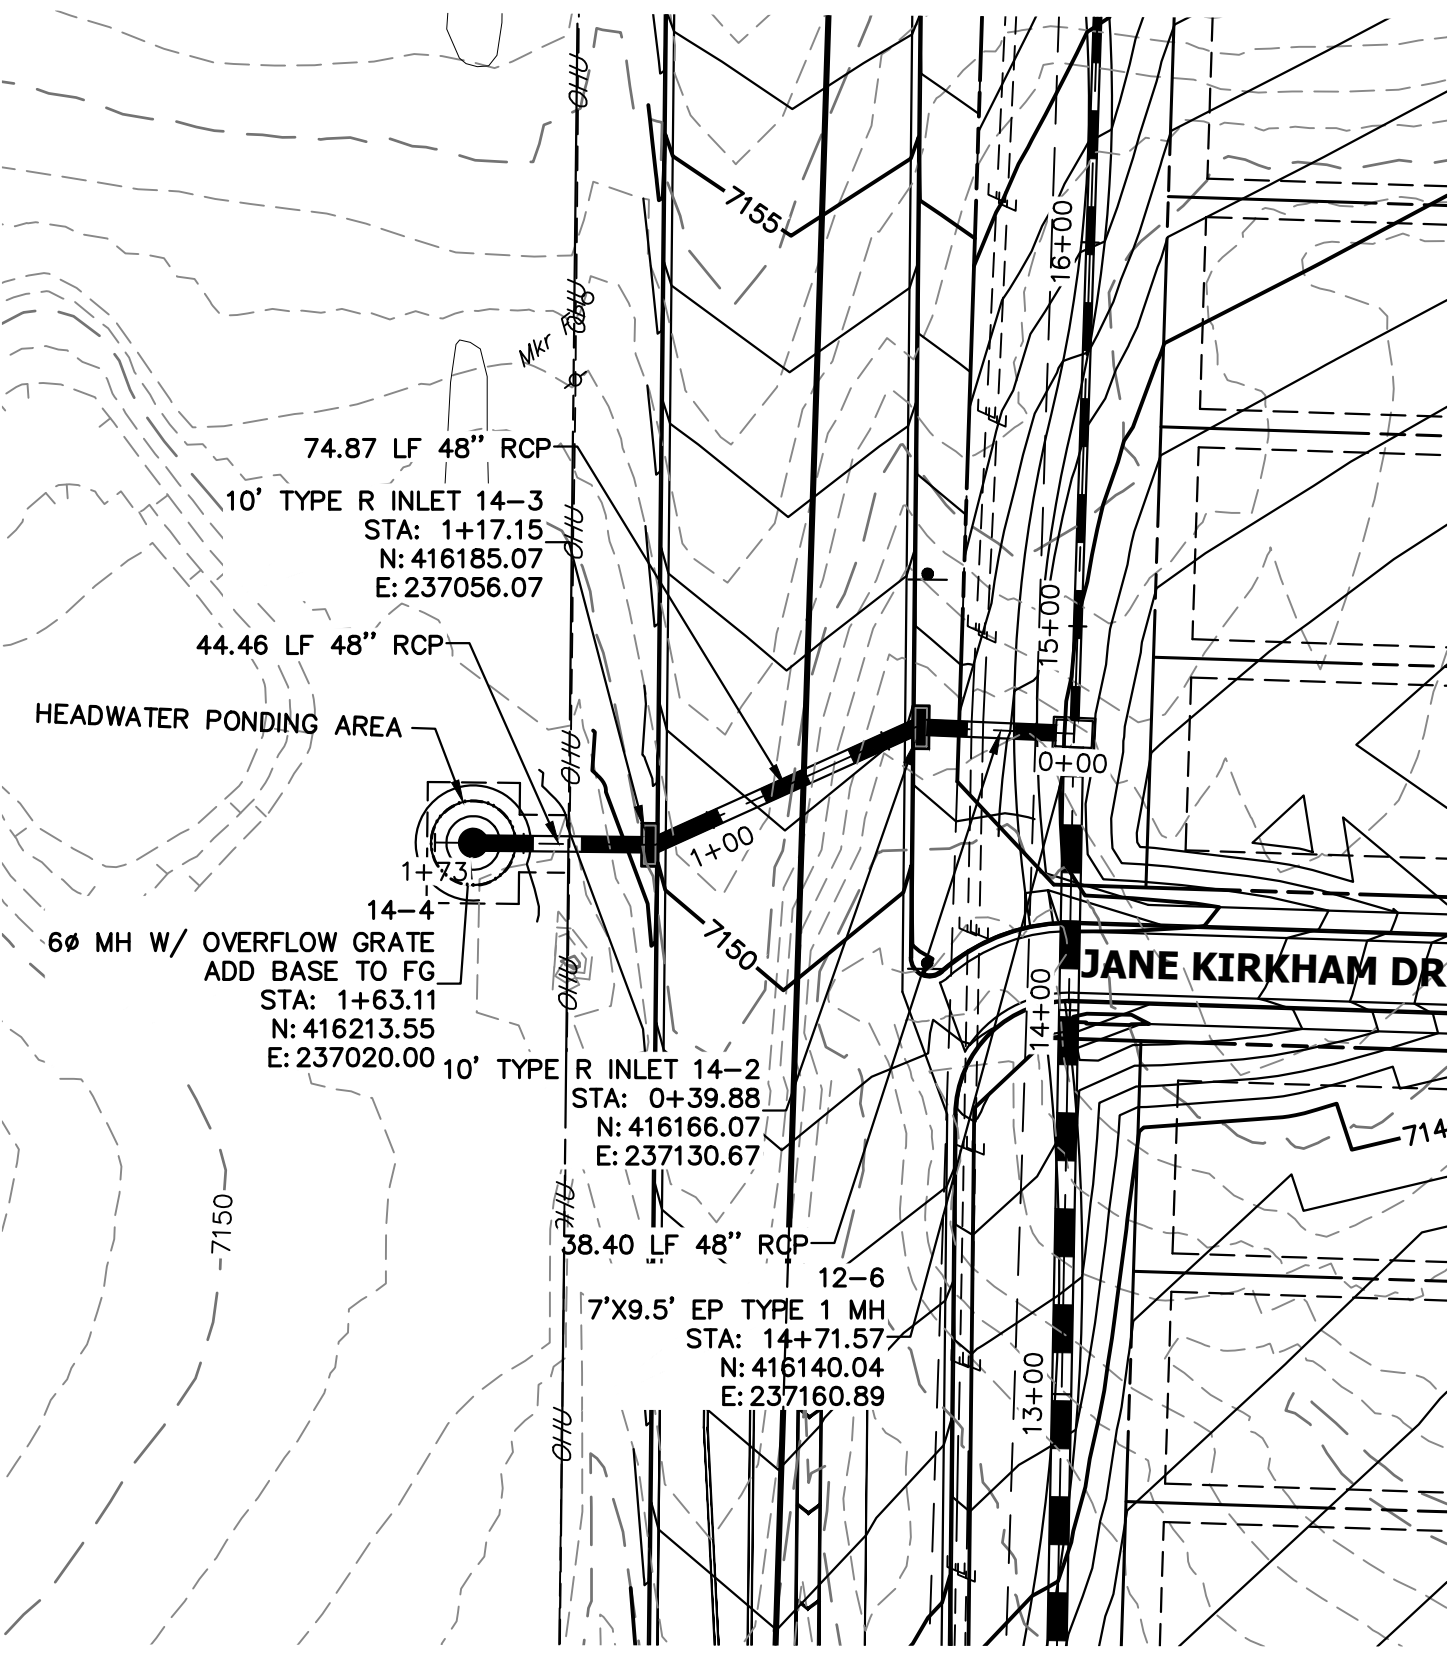 OHU
7155
16+00
OHU
Mkr
74.87 LF 48" RCP
10' TYPE R INLET 14-3
STA: 1+17.15
N: 416185.07
E: 237056.07
OHU
15+00
44.46 LF 48" RCP
HEADWATER PONDING AREA
OHU
0+00
1+00
1+73
14-4
6ø MH W/ OVERFLOW GRATE
ADD BASE TO FG
STA: 1+63.11
N: 416213.55
E: 237020.00
7150
JANE KIRKHAM DR
14+00
10' TYPE R INLET 14-2
STA: 0+39.88
N: 416166.07
E: 237130.67
714
7150
38.40 LF 48" RCP
12-6
7'X9.5' EP TYPE 1 MH
STA: 14+71.57
N: 416140.04
E: 237160.89
13+00
OHU